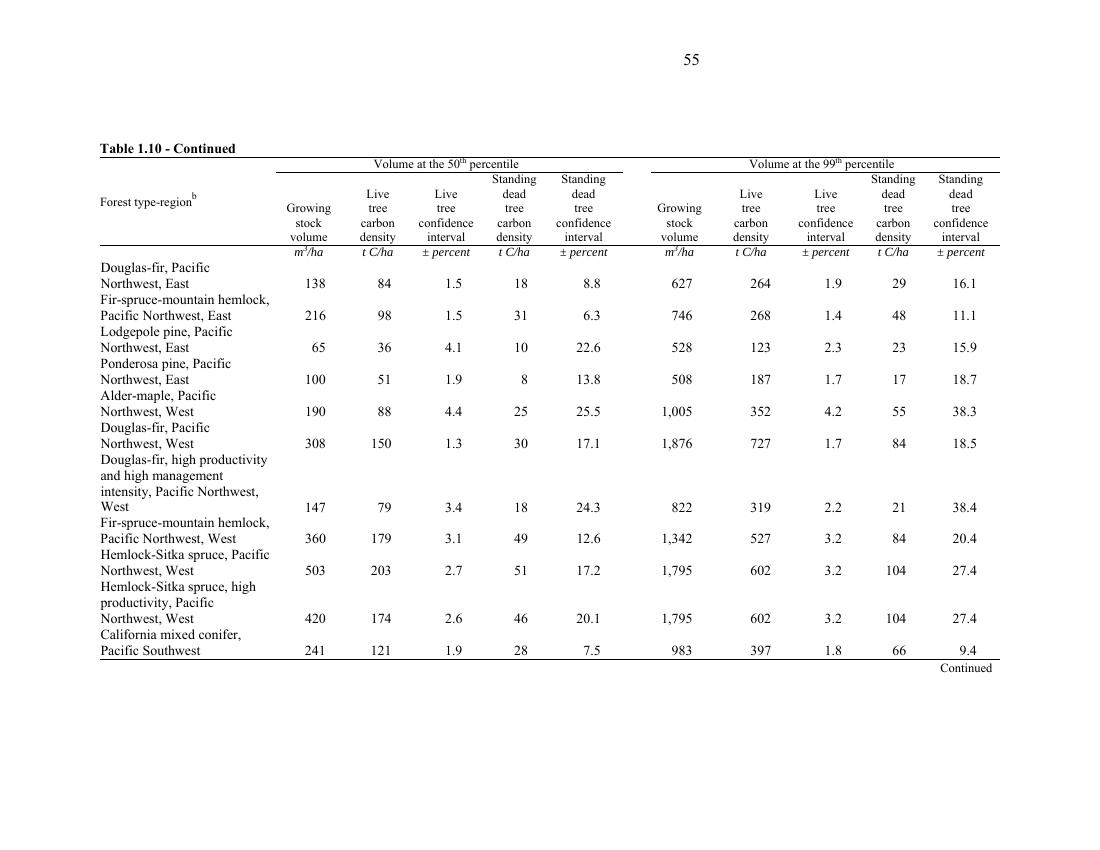 55
Table 1.10 - Continued
Volume at the 50th percentile Volume at the 99th percentile
Forest type-regionb Growing stock volume Live tree carbon density Live tree confidence interval Standing dead tree carbon density Standing dead tree confidence interval Growing stock volume Live tree carbon density Live tree confidence interval Standing dead tree carbon density Standing dead tree confidence interval
m3/ha t C/ha ± percent t C/ha ± percent m3/ha t C/ha ± percent t C/ha ± percent
Douglas-fir, Pacific
Northwest, East 138 84 1.5 18 8.8 627 264 1.9 29 16.1
Fir-spruce-mountain hemlock,
Pacific Northwest, East 216 98 1.5 31 6.3 746 268 1.4 48 11.1
Lodgepole pine, Pacific
Northwest, East 65 36 4.1 10 22.6 528 123 2.3 23 15.9
Ponderosa pine, Pacific
Northwest, East 100 51 1.9 8 13.8 508 187 1.7 17 18.7
Alder-maple, Pacific
Northwest, West 190 88 4.4 25 25.5 1,005 352 4.2 55 38.3
Douglas-fir, Pacific
Northwest, West 308 150 1.3 30 17.1 1,876 727 1.7 84 18.5
Douglas-fir, high productivity
and high management
intensity, Pacific Northwest,
West 147 79 3.4 18 24.3 822 319 2.2 21 38.4
Fir-spruce-mountain hemlock,
Pacific Northwest, West 360 179 3.1 49 12.6 1,342 527 3.2 84 20.4
Hemlock-Sitka spruce, Pacific
Northwest, West 503 203 2.7 51 17.2 1,795 602 3.2 104 27.4
Hemlock-Sitka spruce, high
productivity, Pacific
Northwest, West 420 174 2.6 46 20.1 1,795 602 3.2 104 27.4
California mixed conifer,
Pacific Southwest 241 121 1.9 28 7.5 983 397 1.8 66 9.4
Continued